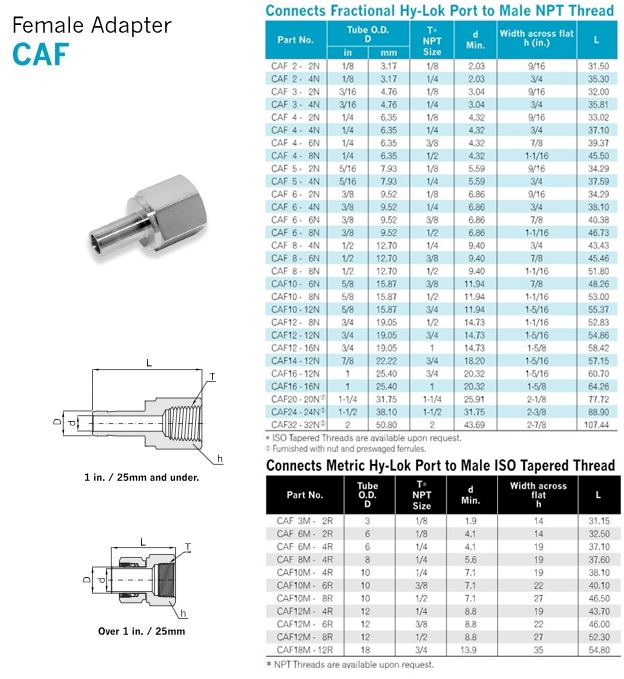 Female Adapter
CAF
Connects Fractional Hy-Lok Port to Male NPT Thread
Part No. Tube O.D. D T* NPT Size d Min. Width across flat h (in.) L
in mm
CAF 2 - 2N 1/8 3.17 1/8 2.03 9/16 31.50
CAF 2 - 4N 1/8 3.17 1/4 2.03 3/4 35.30
CAF 3 - 2N 3/16 4.76 1/8 3.04 9/16 32.00
CAF 3 - 4N 3/16 4.76 1/4 3.04 3/4 35.81
CAF 4 - 2N 1/4 6.35 1/8 4.32 9/16 33.02
CAF 4 - 4N 1/4 6.35 1/4 4.32 3/4 37.10
CAF 4 - 6N 1/4 6.35 3/8 4.32 7/8 39.37
CAF 4 - 8N 1/4 6.35 1/2 4.32 1-1/16 45.50
CAF 5 - 2N 5/16 7.93 1/8 5.59 9/16 34.29
CAF 5 - 4N 5/16 7.93 1/4 5.59 3/4 37.59
CAF 6 - 2N 3/8 9.52 1/8 6.86 9/16 34.29
CAF 6 - 4N 3/8 9.52 1/4 6.86 3/4 38.10
CAF 6 - 6N 3/8 9.52 3/8 6.86 7/8 40.38
CAF 6 - 8N 3/8 9.52 1/2 6.86 1-1/16 46.73
CAF 8 - 4N 1/2 12.70 1/4 9.40 3/4 43.43
CAF 8 - 6N 1/2 12.70 3/8 9.40 7/8 45.46
CAF 8 - 8N 1/2 12.70 1/2 9.40 1-1/16 51.80
CAF10 - 6N 5/8 15.87 3/8 11.94 7/8 48.26
CAF10 - 8N 5/8 15.87 1/2 11.94 1-1/16 53.00
CAF10 - 12N 5/8 15.87 3/4 11.94 1-5/16 55.37
CAF12 - 8N 3/4 19.05 1/2 14.73 1-1/16 52.83
CAF12 - 12N 3/4 19.05 3/4 14.73 1-5/16 54.86
CAF12 - 16N 3/4 19.05 1 14.73 1-5/8 58.42
CAF14 - 12N 7/8 22.22 3/4 18.20 1-5/16 57.15
CAF16 - 12N 1 25.40 3/4 20.32 1-5/16 60.70
CAF16 - 16N 1 25.40 1 20.32 1-5/8 64.26
CAF20 - 20N① 1-1/4 31.75 1-1/4 25.91 2-1/8 77.72
CAF24 - 24N① 1-1/2 38.10 1-1/2 31.75 2-3/8 88.90
CAF32 - 32N① 2 50.80 2 43.69 2-7/8 107.44
* ISO Tapered Threads are available upon request.
① Furnished with nut and preswaged ferrules.
L
T
D
d
h
1 in. / 25mm and under.
Connects Metric Hy-Lok Port to Male ISO Tapered Thread
Part No. Tube O.D. D T* NPT Size d Min. Width across flat h L
CAF 3M - 2R 3 1/8 1.9 14 31.15
CAF 6M - 2R 6 1/8 4.1 14 32.50
CAF 6M - 4R 6 1/4 4.1 19 37.10
CAF 8M - 4R 8 1/4 5.6 19 37.60
CAF10M - 4R 10 1/4 7.1 19 38.10
CAF10M - 6R 10 3/8 7.1 22 40.10
CAF10M - 8R 10 1/2 7.1 27 46.50
CAF12M - 4R 12 1/4 8.8 19 43.70
CAF12M - 6R 12 3/8 8.8 22 46.00
CAF12M - 8R 12 1/2 8.8 27 52.30
CAF18M - 12R 18 3/4 13.9 35 54.80
* NPT Threads are available upon request.
L
T
D
d
h
Over 1 in. / 25mm